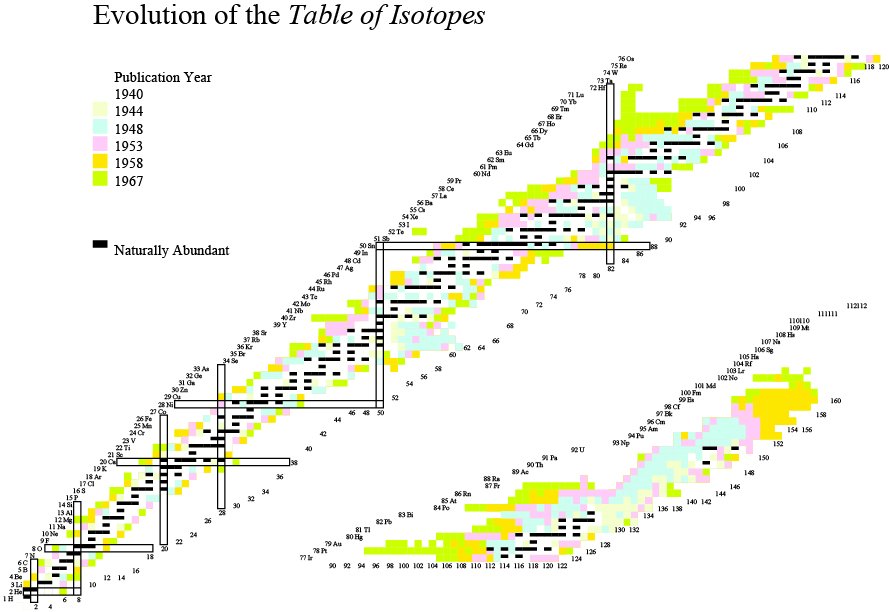 Evolution of the Table of Isotopes
Publication Year
1940
1944
1948
1953
1958
1967
Naturally Abundant
76 Os
75 Re
74 W
73 Ta
72 Hf
71 Lu
70 Yb
69 Tm
68 Er
67 Ho
66 Dy
65 Tb
64 Gd
63 Eu
62 Sm
61 Pm
60 Nd
59 Pr
58 Ce
57 La
56 Ba
55 Cs
54 Xe
53 I
52 Te
51 Sb
50 Sn
49 In
48 Cd
47 Ag
46 Pd
45 Rh
44 Ru
43 Tc
42 Mo
41 Nb
40 Zr
39 Y
38 Sr
37 Rb
36 Kr
35 Br
34 Se
33 As
32 Ge
31 Ga
30 Zn
29 Cu
28 Ni
27 Co
26 Fe
25 Mn
24 Cr
23 V
22 Ti
21 Sc
20 Ca
19 K
18 Ar
17 Cl
16 S
15 P
14 Si
13 Al
12 Mg
11 Na
10 Ne
9 F
8 O
7 N
6 C
5 B
4 Be
3 Li
2 He
1 H
2
4
6
8
10
12
14
16
18
20
22
24
26
28
30
32
34
36
38
40
42
44
46
48
50
52
54
56
58
60
62
64
66
68
70
72
74
76
78
80
82
84
86
88
90
92
94
96
98
100
102
104
106
108
110
112
114
116
118
120
112112
111111
110110
109 Mt
108 Hs
107 Ns
106 Sg
105 Ha
104 Rf
103 Lr
102 No
101 Md
100 Fm
99 Es
98 Cf
97 Bk
96 Cm
95 Am
94 Pu
93 Np
92 U
91 Pa
90 Th
89 Ac
88 Ra
87 Fr
86 Rn
85 At
84 Po
83 Bi
82 Pb
81 Tl
80 Hg
79 Au
78 Pt
77 Ir
90 92 94 96 98 100 102 104 106 108 110 112 114 116 118 120 122
124
126
128
130
132
134
136
138
140
142
144
146
148
150
152
154
156
158
160